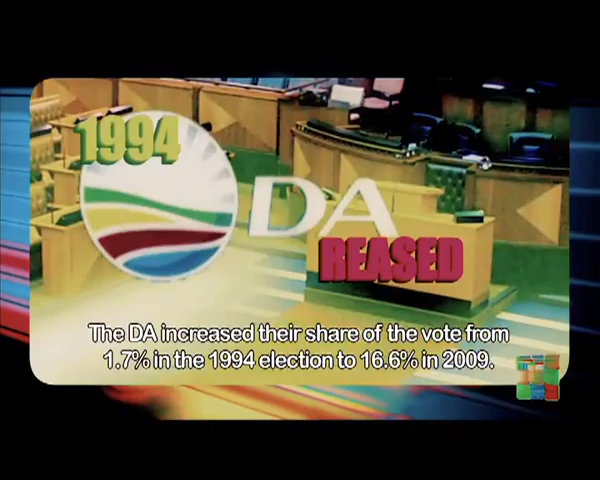 1994
DA
REASED
The DA increased their share of the vote from
1.7% in the 1994 election to 16.6% in 2009.